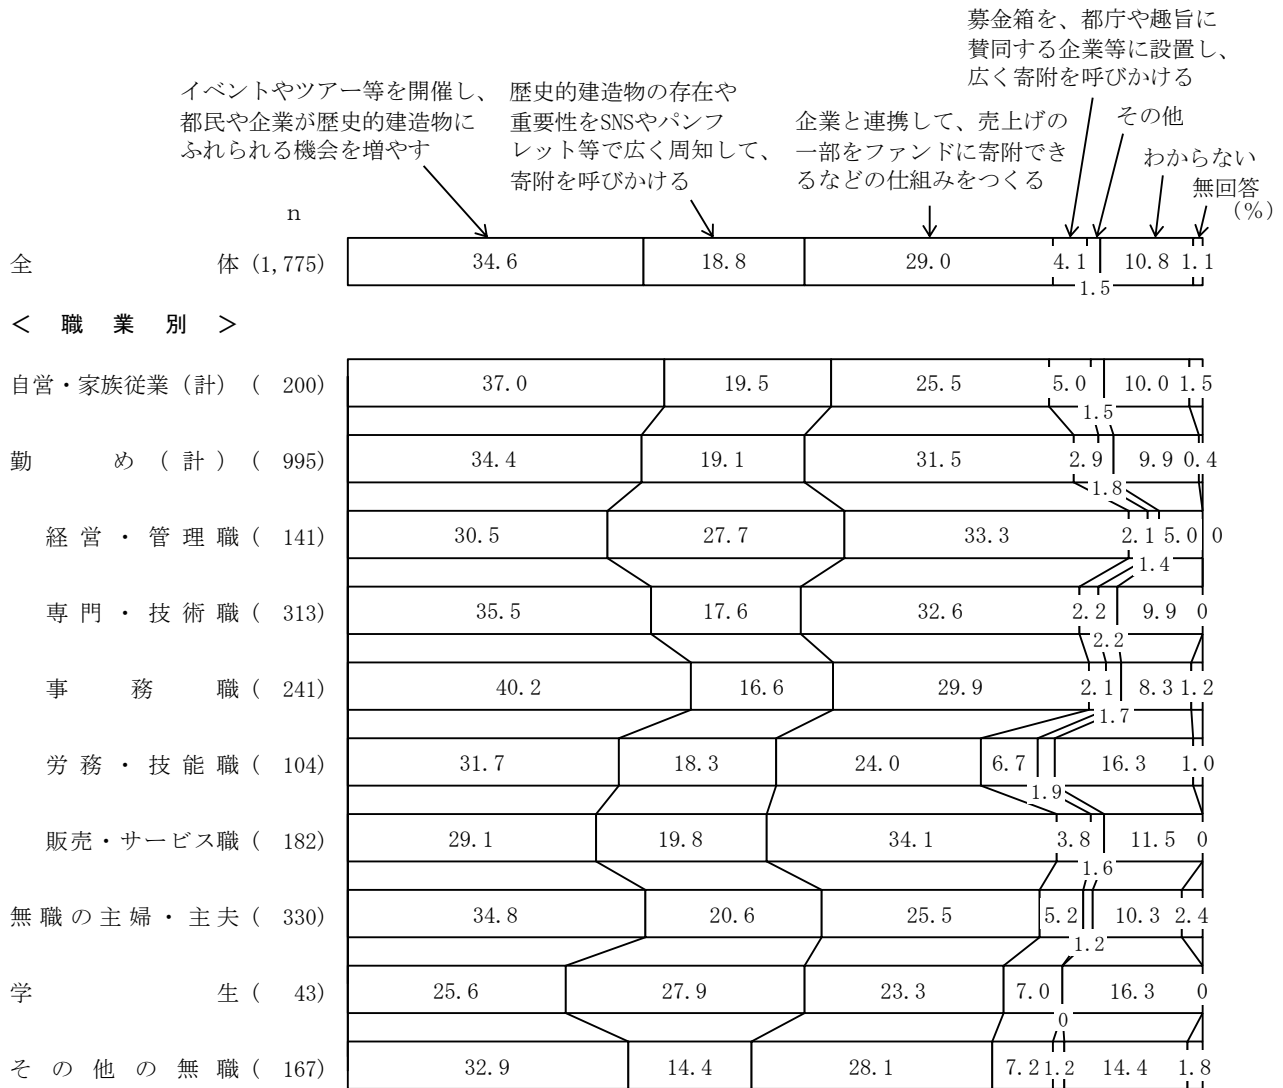 募金箱を、都庁や趣旨に
賛同する企業等に設置し、
広く寄附を呼びかける
イベントやツアー等を開催し、
都民や企業が歴史的建造物に
ふれられる機会を増やす
歴史的建造物の存在や
重要性をSNSやパンフ
レット等で広く周知して、
寄附を呼びかける
企業と連携して、売上げの
一部をファンドに寄附でき
るなどの仕組みをつくる
その他
わからない
無回答
n
(%)
全体 (1,775) 34.6 18.8 29.0 4.1 1.5 10.8 1.1
＜職業別＞
自営・家族従業（計） ( 200) 37.0 19.5 25.5 5.0 1.5 10.0 1.5
勤め（計） ( 995) 34.4 19.1 31.5 2.9 1.8 9.9 0.4
経営・管理職 ( 141) 30.5 27.7 33.3 2.1 1.4 5.0 0
専門・技術職 ( 313) 35.5 17.6 32.6 2.2 2.2 9.9 0
事務職 ( 241) 40.2 16.6 29.9 2.1 1.7 8.3 1.2
労務・技能職 ( 104) 31.7 18.3 24.0 6.7 1.9 16.3 1.0
販売・サービス職 ( 182) 29.1 19.8 34.1 3.8 1.6 11.5 0
無職の主婦・主夫 ( 330) 34.8 20.6 25.5 5.2 1.2 10.3 2.4
学生 ( 43) 25.6 27.9 23.3 7.0 0 16.3 0
その他の無職 ( 167) 32.9 14.4 28.1 7.2 1.2 14.4 1.8